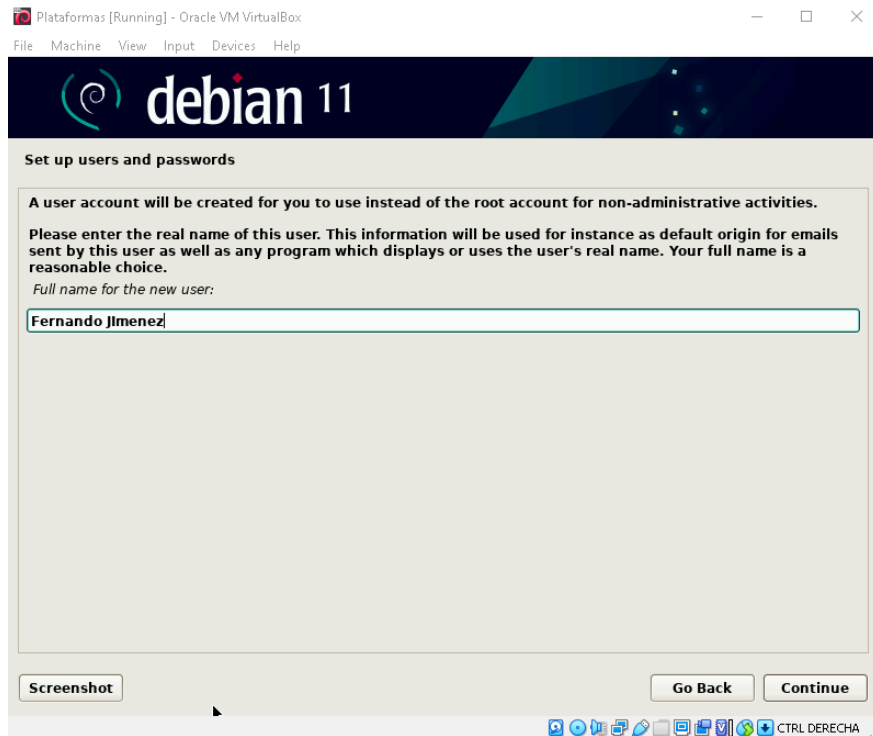 Plataformas [Running] - Oracle VM VirtualBox
File Machine View Input Devices Help
debian 11
Set up users and passwords
A user account will be created for you to use instead of the root account for non-administrative activities.
Please enter the real name of this user. This information will be used for instance as default origin for emails
sent by this user as well as any program which displays or uses the user's real name. Your full name is a
reasonable choice.
Full name for the new user:
Fernando JImenez
Screenshot
Go Back
Continue
CTRL DERECHA